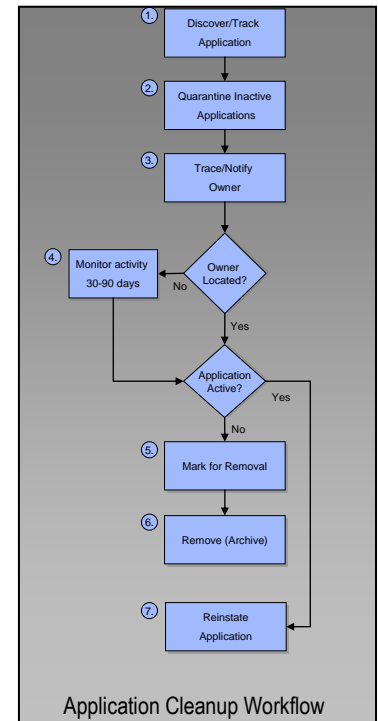 1.
Discover/Track
Application
2.
Quarantine Inactive
Applications
3.
Trace/Notify
Owner
4.
Monitor activity
30-90 days
No
Owner
Located?
Yes
Application
Active?
Yes
No
5.
Mark for Removal
6.
Remove (Archive)
7.
Reinstate
Application
Application Cleanup Workflow